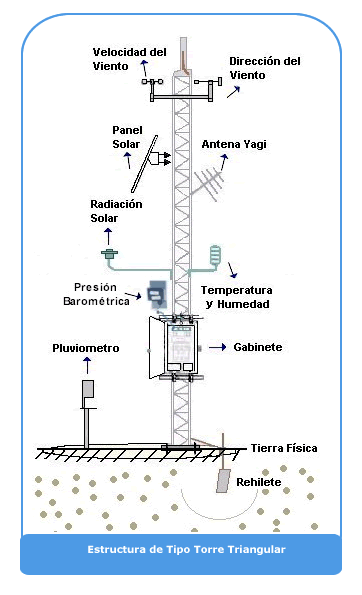 Velocidad del
Viento
Dirección del
Viento
Panel
Solar
Antena Yagi
Radiación
Solar
Presión
Barométrica
Temperatura
y Humedad
Pluviometro
Gabinete
Tierra Física
Rehilete
Estructura de Tipo Torre Triangular